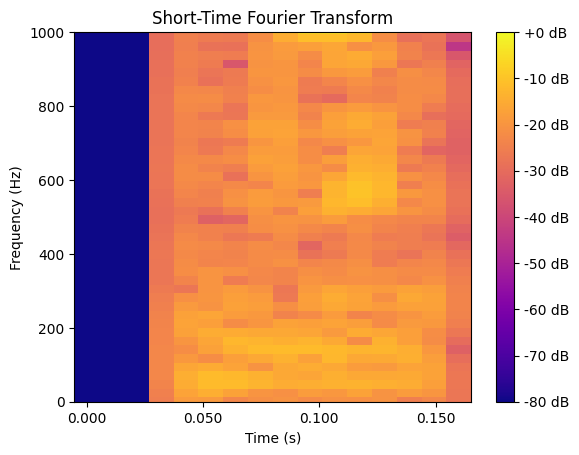 Short-Time Fourier Transform
1000
800
600
400
200
0
Frequency (Hz)
0.000
0.050
0.100
0.150
Time (s)
+0 dB
-10 dB
-20 dB
-30 dB
-40 dB
-50 dB
-60 dB
-70 dB
-80 dB